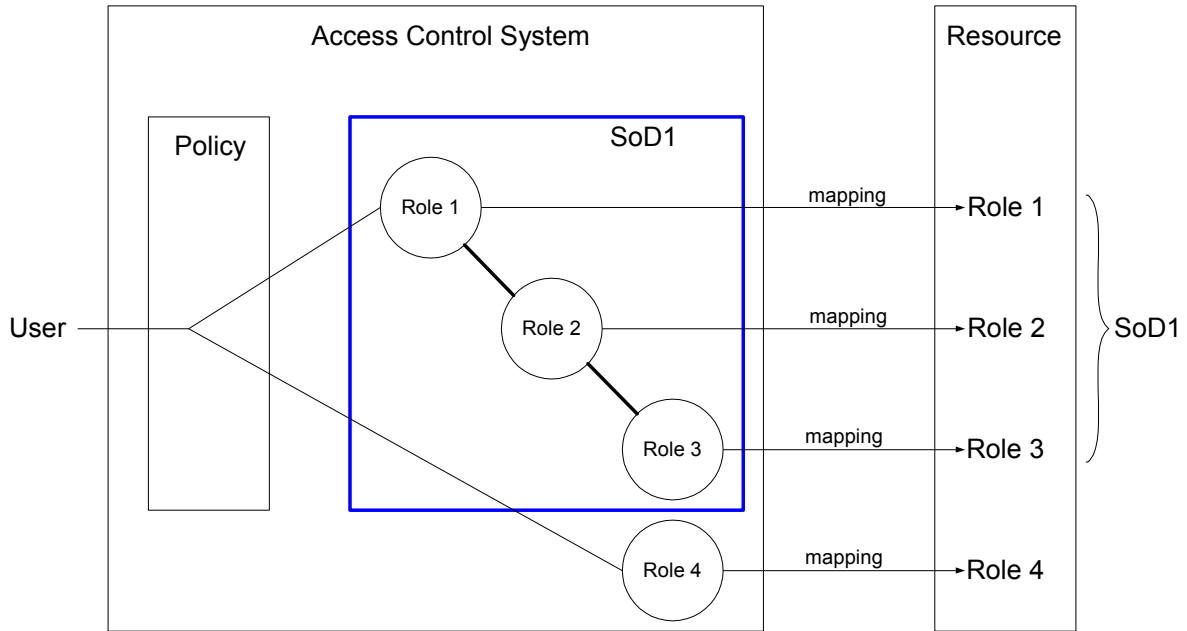 Access Control System
Resource
Policy
SoD1
Role 1
mapping
Role 1
User
Role 2
mapping
Role 2
SoD1
Role 3
mapping
Role 3
Role 4
mapping
Role 4